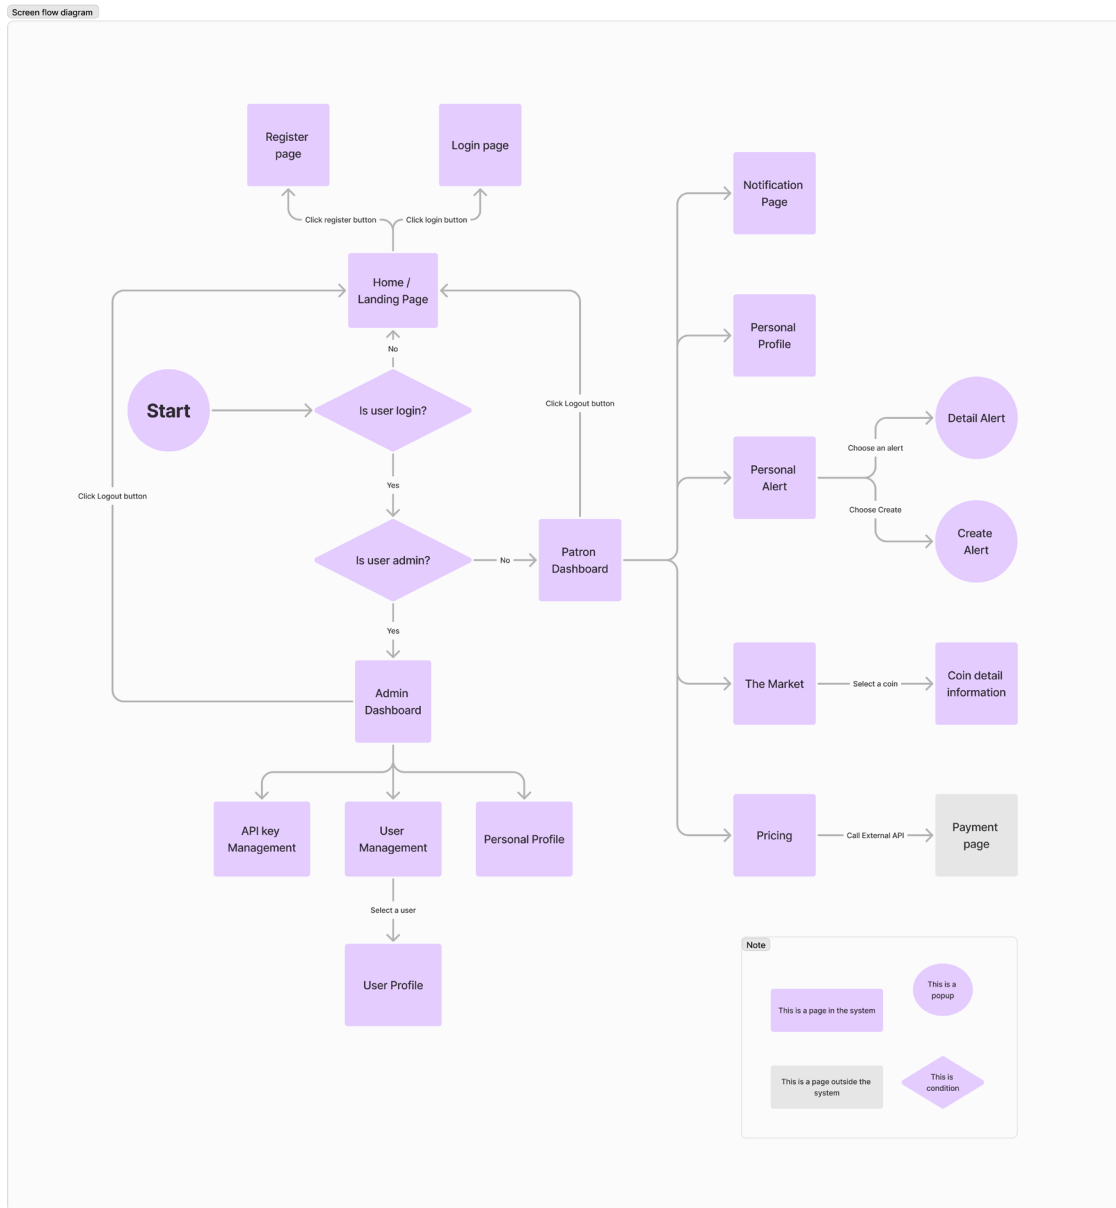 Screen flow diagram
Register
page
Login page
Click register button
Click login button
Home /
Landing Page
No
Start
Is user login?
Click Logout button
Yes
Click Logout button
Is user admin?
No
Patron
Dashboard
Yes
Admin
Dashboard
API key
Management
User
Management
Personal Profile
Select a user
User Profile
Notification
Page
Personal
Profile
Personal
Alert
Choose an alert
Detail Alert
Choose Create
Create
Alert
The Market
Select a coin
Coin detail
information
Pricing
Call External API
Payment
page
Note
This is a page in the system
This is a
popup
This is a page outside the
system
This is
condition